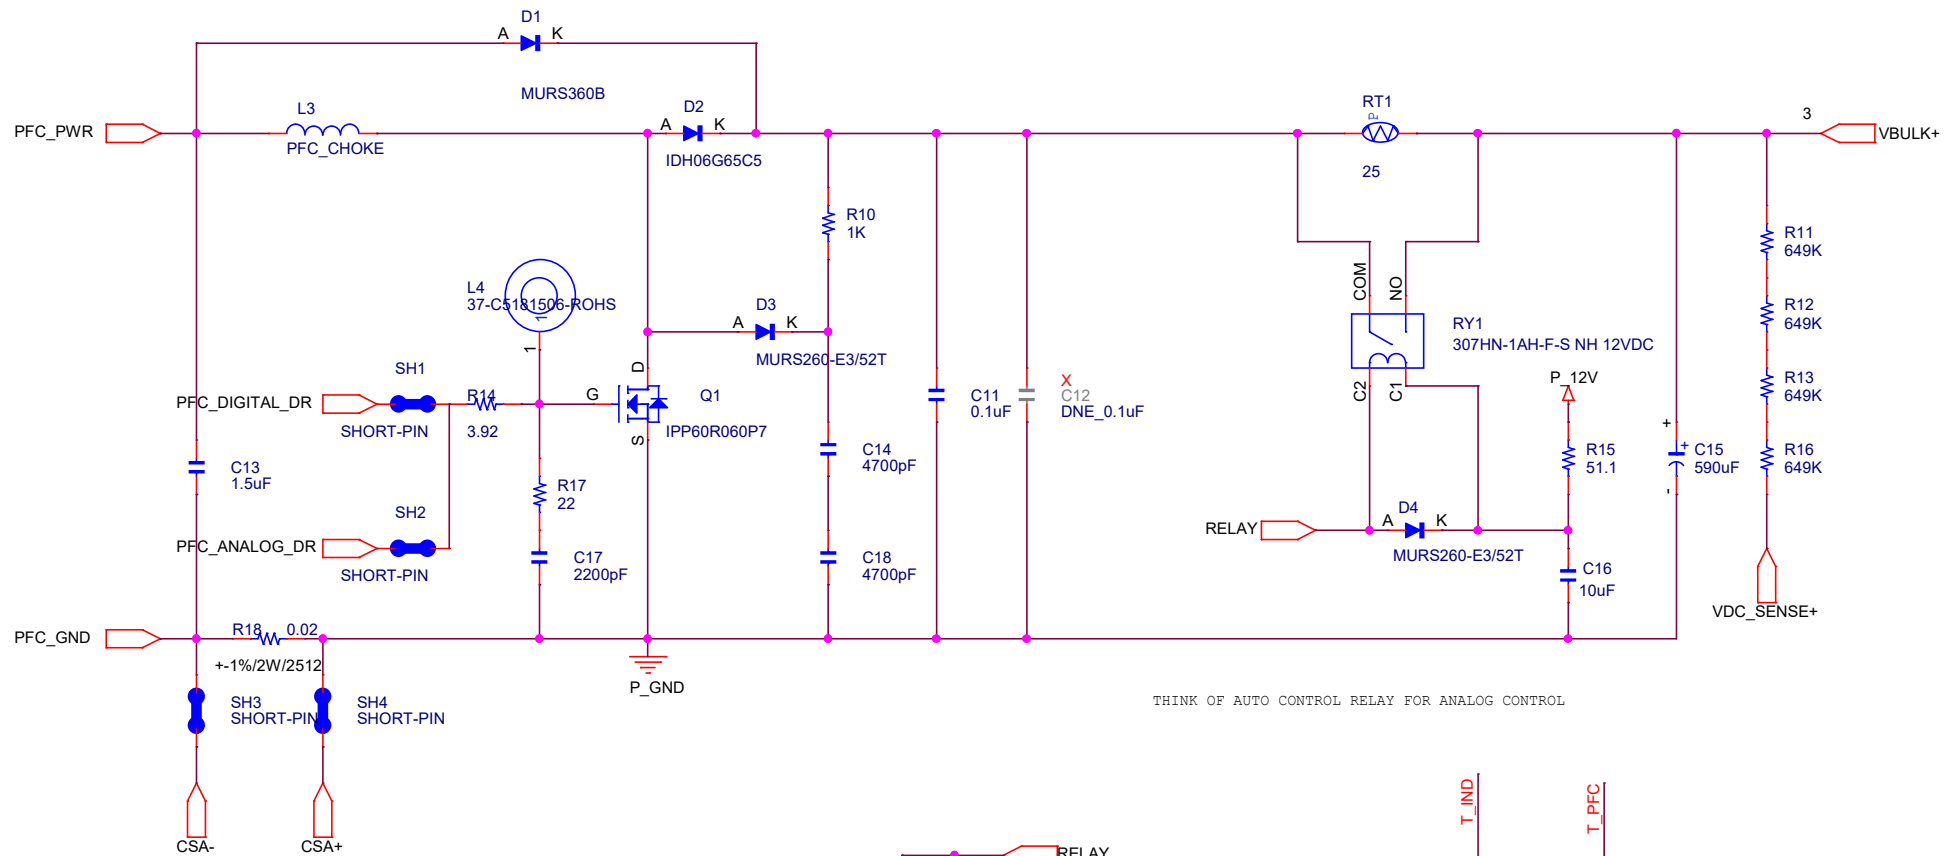 D1
A K
MURS360B
L3
PFC_PWR
PFC_CHOKE
D2
A K
IDH06G65C5
RT1
P
25
3
VBULK+
R10
1K
R11
649K
R12
649K
R13
649K
R16
649K
VDC_SENSE+
L4
37-C5181506-ROHS
1
1
D3
A K
MURS260-E3/52T
COM
NO
RY1
307HN-1AH-F-S NH 12VDC
C2
C1
P_12V
SH1
PFC_DIGITAL_DR
SHORT-PIN
R14
3.92
D
G
S
Q1
IPP60R060P7
C11
0.1uF
X
C12
DNE_0.1uF
C13
1.5uF
C14
4700pF
R15
51.1
+
+
-
C15
590uF
R17
22
SH2
PFC_ANALOG_DR
SHORT-PIN
C17
2200pF
C18
4700pF
RELAY
D4
A K
MURS260-E3/52T
C16
10uF
PFC_GND
R18 0.02
+-1%/2W/2512
P_GND
SH3
SHORT-PIN
SH4
SHORT-PIN
CSA-
CSA+
THINK OF AUTO CONTROL RELAY FOR ANALOG CONTROL
T_IND
T_PFC
RELAY